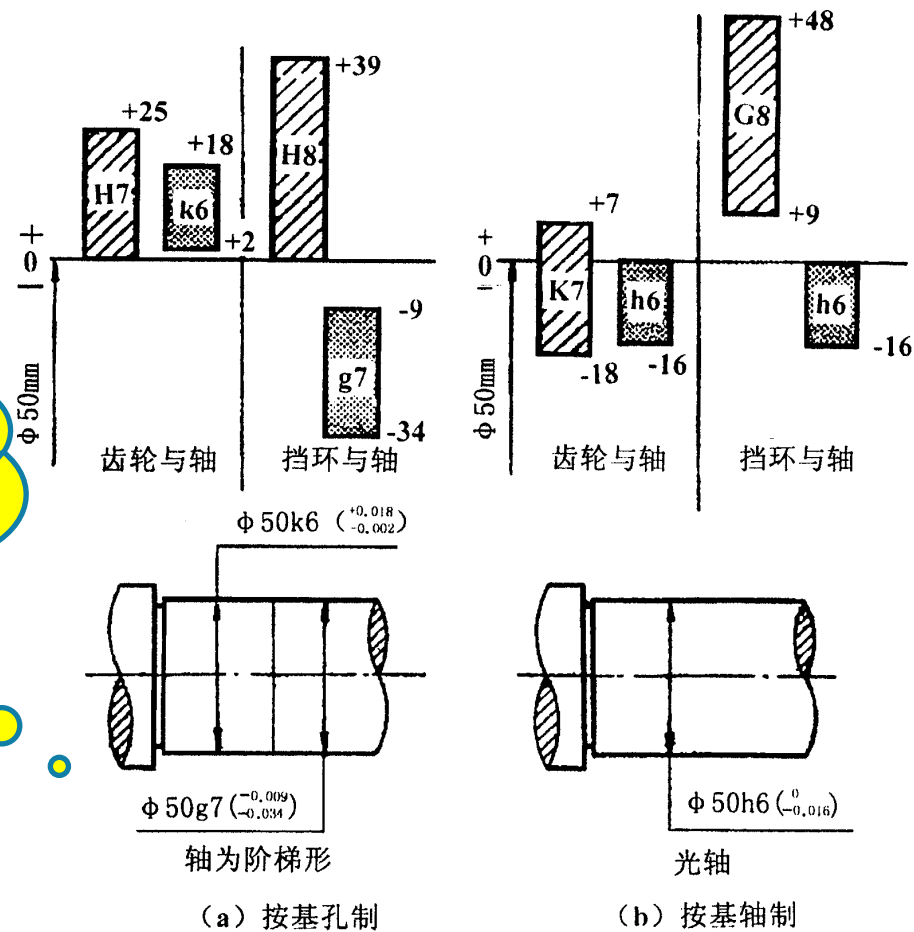 +48
+39
G8
+25
+18
H8
H7
k6
+9
+7
+2
+
0
—
+
0
—
K7
h6
h6
-9
-16
-16
-18
g7
-34
φ50mm
φ50mm
齿轮与轴
挡环与轴
齿轮与轴
挡环与轴
φ50k6 (+0.018 -0.002)
φ50g7(-0.009 -0.034)
φ50h6(0 -0.016)
轴为阶梯形
光轴
(a) 按基孔制
(b) 按基轴制